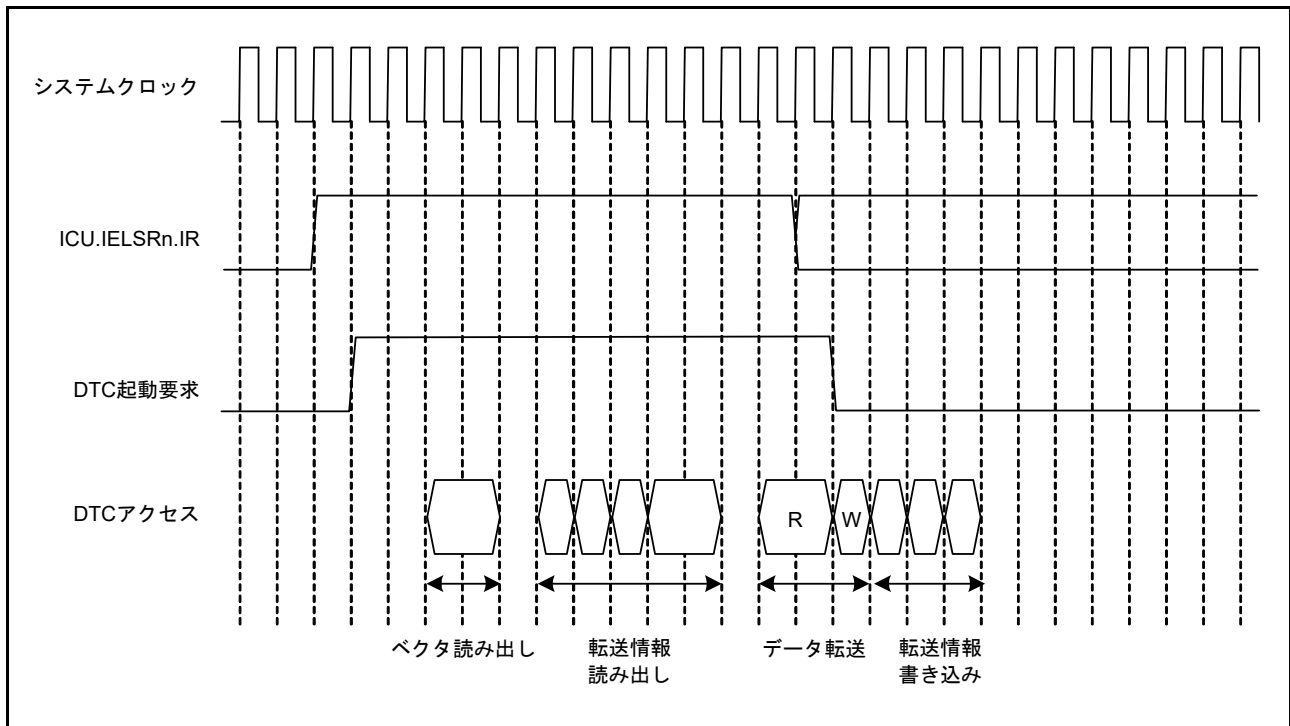 システムクロック
ICU.IELSRn.IR
DTC起動要求
DTCアクセス
R
W
ベクタ読み出し
転送情報
読み出し
データ転送
転送情報
書き込み